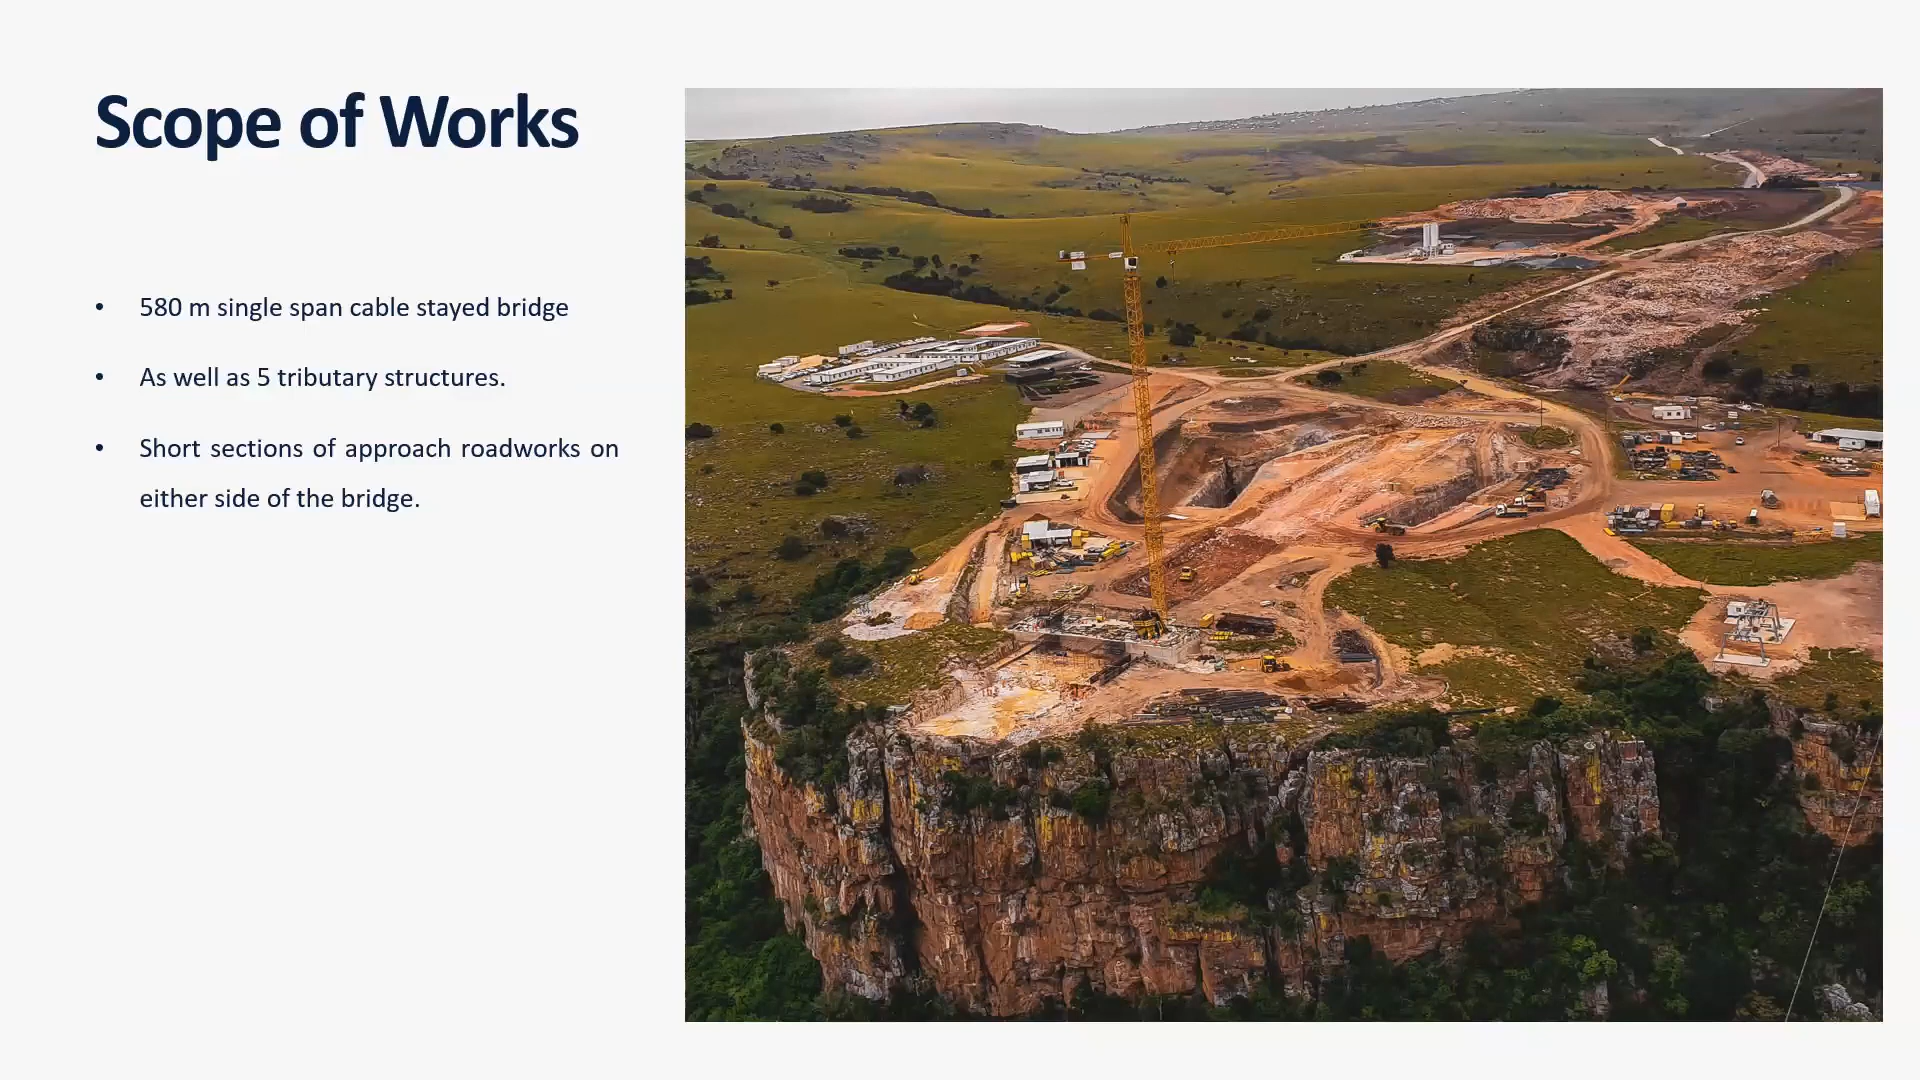 Scope of Works
• 580 m single span cable stayed bridge
• As well as 5 tributary structures.
• Short sections of approach roadworks on
either side of the bridge.